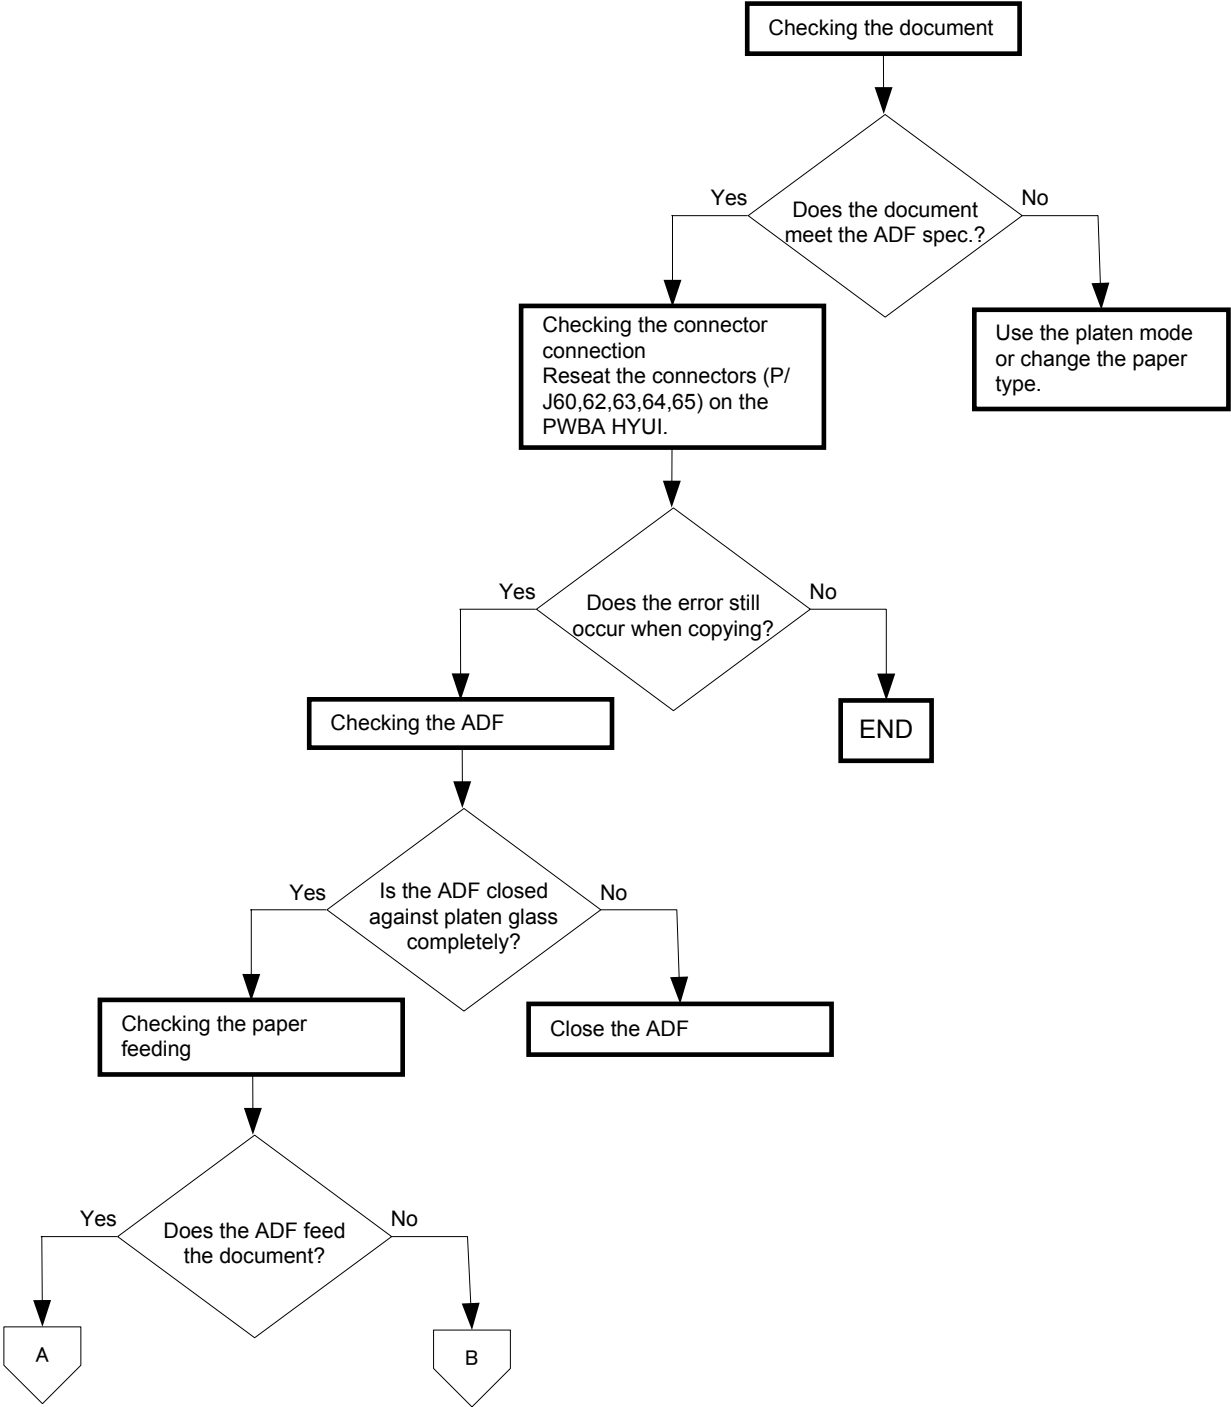 Checking the document
Yes
No
Does the document
meet the ADF spec.?
Checking the connector
connection
Reseat the connectors (P/
J60,62,63,64,65) on the
PWBA HYUI.
Use the platen mode
or change the paper
type.
Yes
No
Does the error still
occur when copying?
Checking the ADF
END
Yes
No
Is the ADF closed
against platen glass
completely?
Checking the paper
feeding
Close the ADF
Yes
No
Does the ADF feed
the document?
A
B